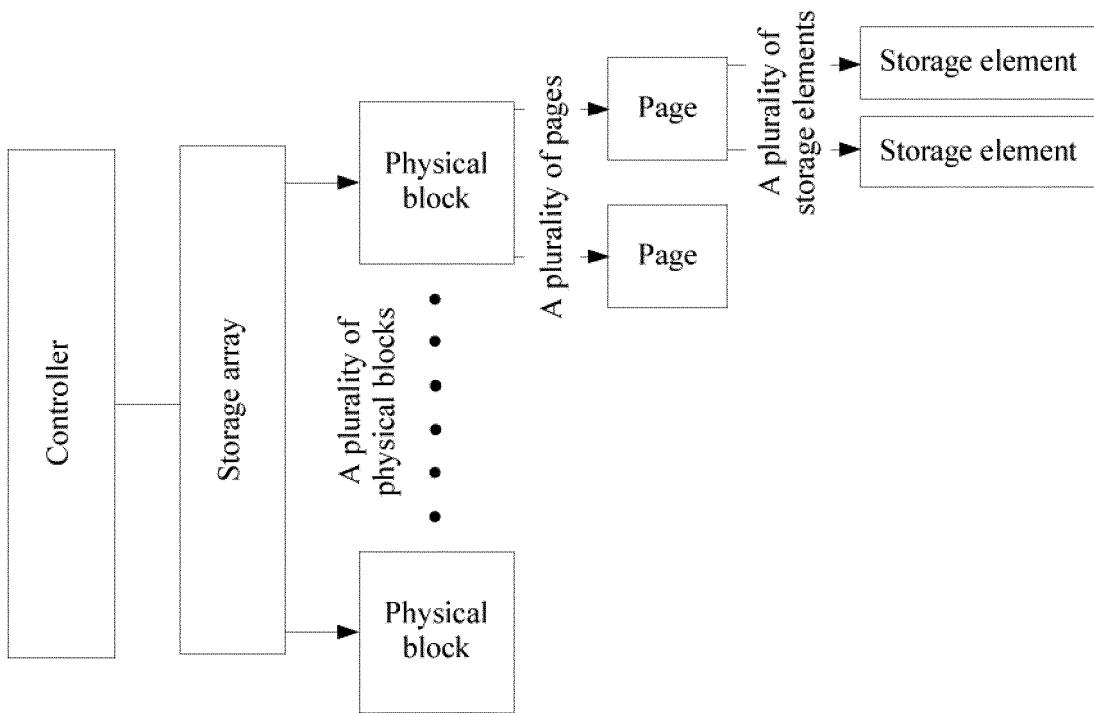 Controller
Storage array
Physical
block
A plurality of
physical blocks
Physical
block
A plurality of pages
Page
Page
A plurality of
storage elements
Storage element
Storage element